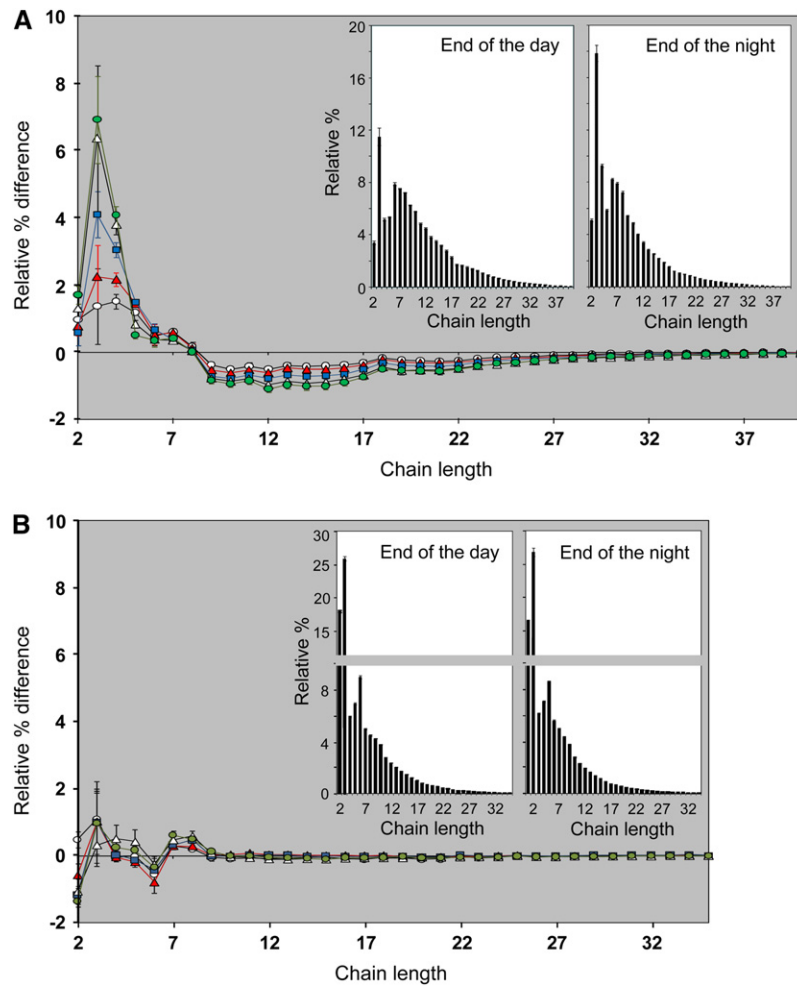 A
10
8
6
4
2
0
-2
Relative % difference
2 7 12 17 22 27 32 37
Chain length
20
16
12
8
4
0
Relative %
End of the day
2 7 12 17 22 27 32 37
Chain length
End of the night
2 7 12 17 22 27 32 37
Chain length
B
10
8
6
4
2
0
-2
Relative % difference
2 7 12 17 22 27 32
Chain length
30
25
20
15
8
4
0
Relative %
End of the day
2 7 12 17 22 27 32
Chain length
End of the night
2 7 12 17 22 27 32
Chain length